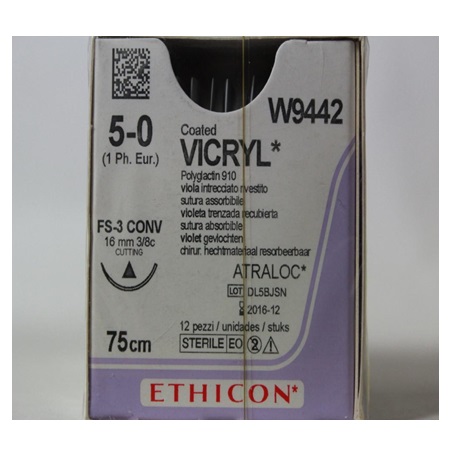 W9442
5-0
(1 Ph. Eur.)
Coated
VICRYL*
Polyglactin 910
viola intrecciato rivestito
sutura assorbibile
violeta trenzada recubierta
sutura absorbible
violet gevlochten
chirur. hechtmateriaal resorbeerbaar
FS-3 CONV
16 mm 3/8c
CUTTING
ATRALOC*
LOT DL5BJSN
2016-12
12 pezzi / unidades / stuks
75cm
STERILE EO 2
ETHICON*